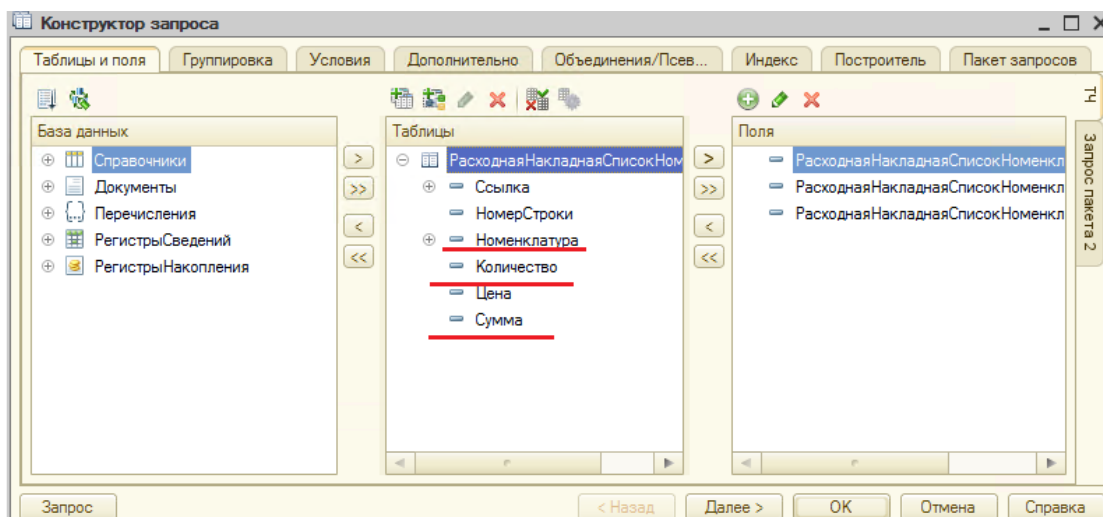 Конструктор запроса
Таблицы и поля Группировка Условия Дополнительно Объединения/Псев... Индекс Построитель Пакет запросов
База данных
Справочники
Документы
Перечисления
РегистрыСведений
РегистрыНакопления
>
>>
<
<<
Таблицы
РасходнаяНакладнаяСписокНом
Ссылка
НомерСтроки
Номенклатура
Количество
Цена
Сумма
>
>>
<
<<
Поля
РасходнаяНакладнаяСписокНоменкл
РасходнаяНакладнаяСписокНоменкл
РасходнаяНакладнаяСписокНоменкл
ТЧ
Запрос пакета 2
Запрос < Назад Далее > ОК Отмена Справка